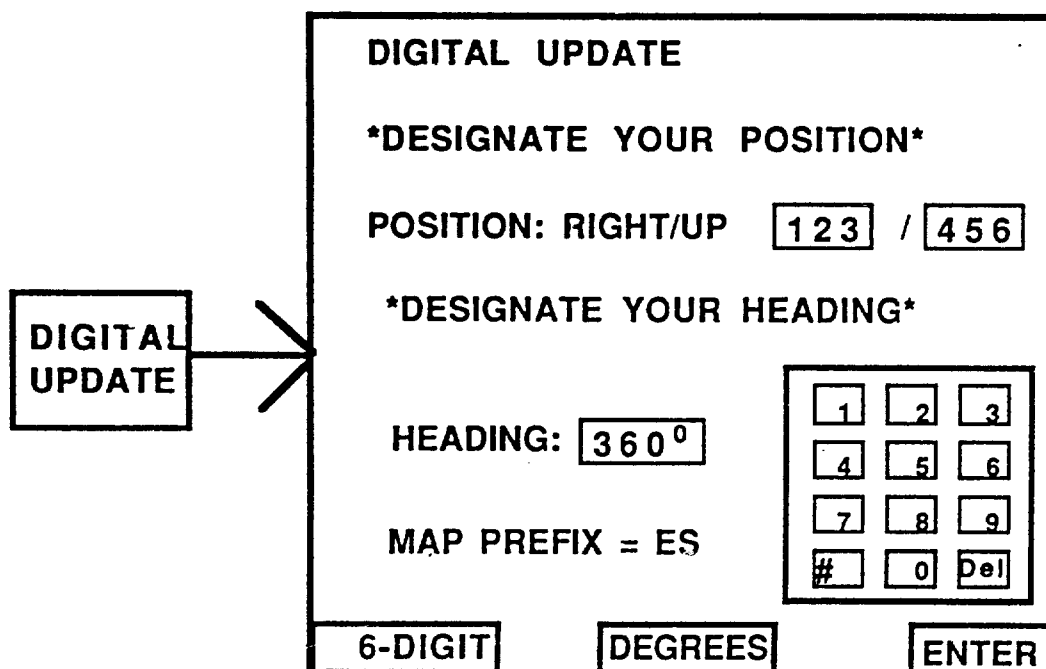 DIGITAL UPDATE
*DESIGNATE YOUR POSITION*
POSITION: RIGHT/UP 123 / 456
*DESIGNATE YOUR HEADING*
DIGITAL
UPDATE
HEADING: 360⁰
MAP PREFIX = ES
1 2 3
4 5 6
7 8 9
# 0 Del
6-DIGIT DEGREES ENTER